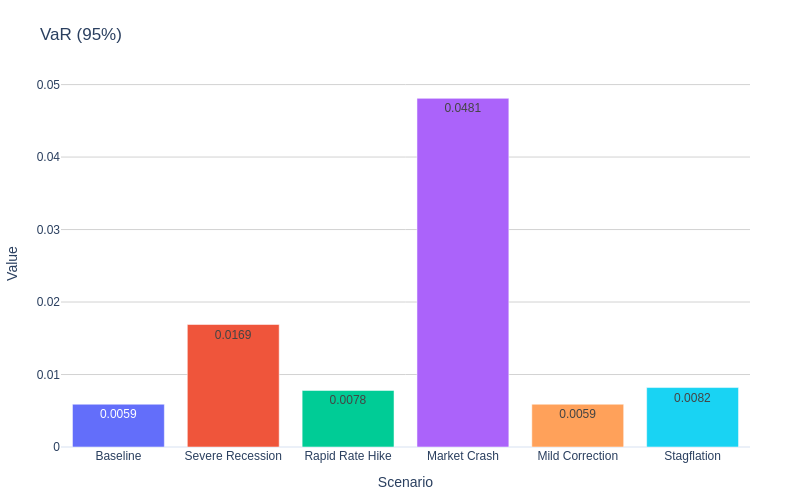 VaR (95%)
0.05
0.04
0.03
0.02
0.01
0
Value
0.0059
0.0169
0.0078
0.0481
0.0059
0.0082
Baseline
Severe Recession
Rapid Rate Hike
Market Crash
Mild Correction
Stagflation
Scenario